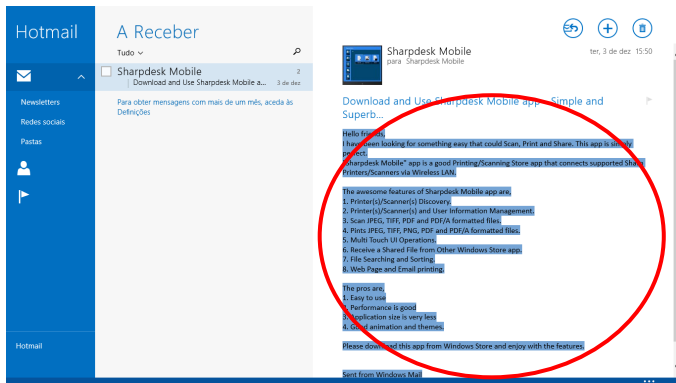 Hotmail
Newsletters
Redes sociais
Pastas
Hotmail
A Receber
Tudo
Sharpdesk Mobile 2
Download and Use Sharpdesk Mobile a... 3 de dez
Para obter mensagens com mais de um mês, aceda às
Definições
Sharpdesk Mobile
para Sharpdesk Mobile
ter, 3 de dez 15:50
Download and Use Sharpdesk Mobile app - Simple and
Superb...
Hello friends,
I have been looking for something easy that could Scan, Print and Share. This app is simply
perfect.
"Sharpdesk Mobile" app is a good Printing/Scanning Store app that connects supported Sharp
Printers/Scanners via Wireless LAN.
The awesome features of Sharpdesk Mobile app are,
1. Printer(s)/Scanner(s) Discovery.
2. Printer(s)/Scanner(s) and User Information Management.
3. Scan JPEG, TIFF, PDF and PDF/A formatted files.
4. Pints JPEG, TIFF, PNG, PDF and PDF/A formatted files.
5. Multi Touch UI Operations.
6. Receive a Shared File from Other Windows Store app.
7. File Searching and Sorting.
8. Web Page and Email printing.
The pros are,
1. Easy to use
2. Performance is good
3. Application size is very less
4. Good animation and themes.
Please download this app from Windows Store and enjoy with the features.
Sent from Windows Mail